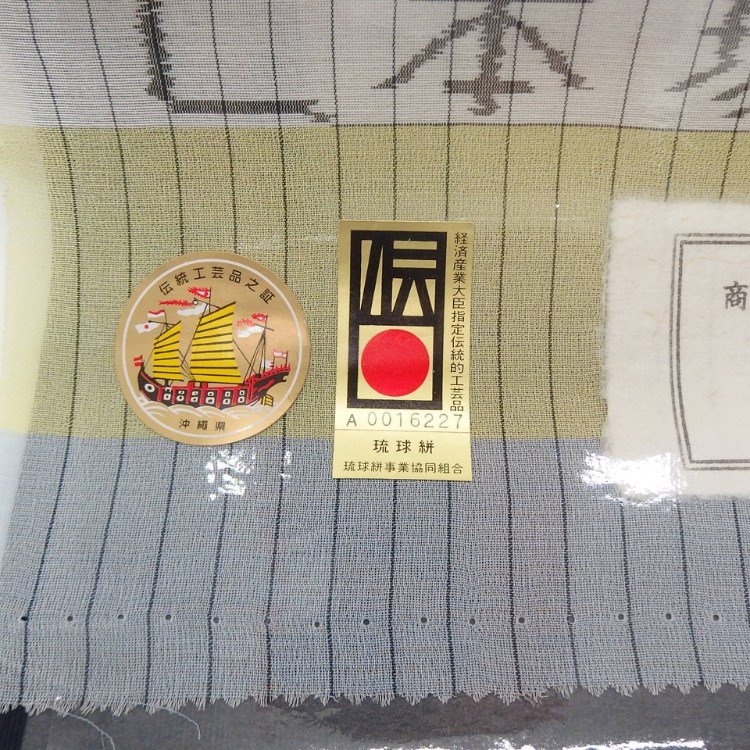 本
伝統工芸品之証
沖縄県
伝
経済産業大臣指定伝統的工芸品
A 0016227
琉球絣
琉球絣事業協同組合
商